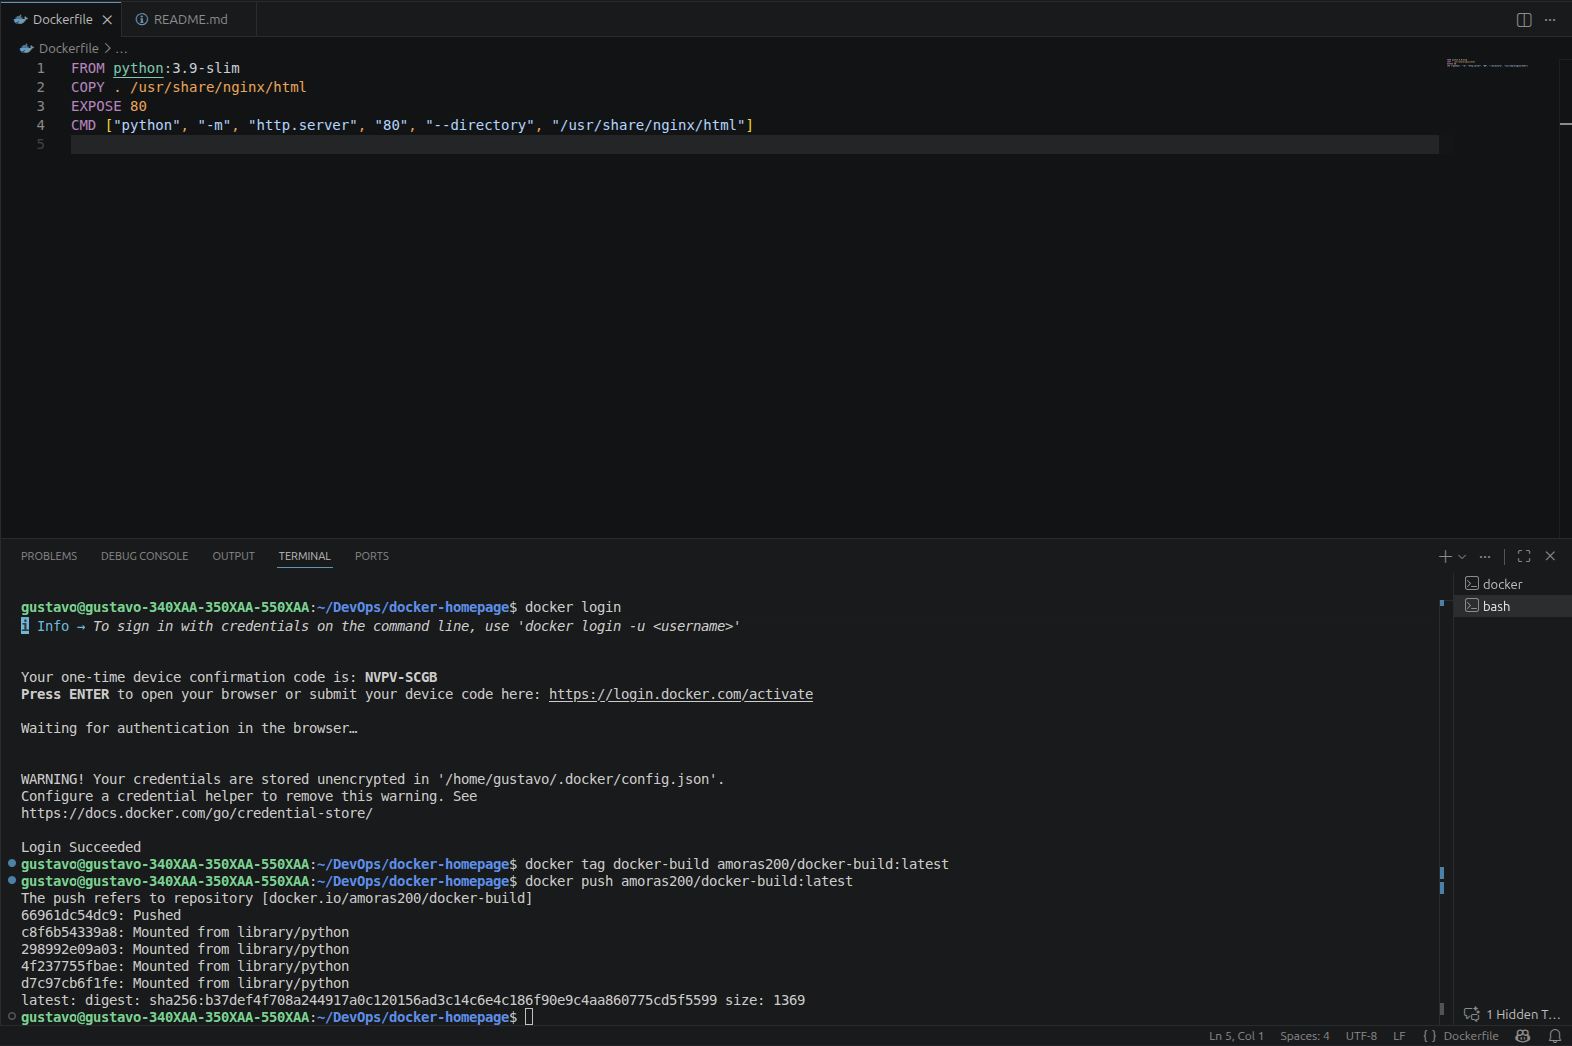 Dockerfile
README.md
Dockerfile > ...
1 FROM python:3.9-slim
2 COPY . /usr/share/nginx/html
3 EXPOSE 80
4 CMD ["python", "-m", "http.server", "80", "--directory", "/usr/share/nginx/html"]
5
PROBLEMS DEBUG CONSOLE OUTPUT TERMINAL PORTS
docker
bash
gustavo@gustavo-340XAA-350XAA-550XAA:~/DevOps/docker-homepage$ docker login
i Info → To sign in with credentials on the command line, use 'docker login -u <username>'
Your one-time device confirmation code is: NVPV-SCGB
Press ENTER to open your browser or submit your device code here: https://login.docker.com/activate
Waiting for authentication in the browser…
WARNING! Your credentials are stored unencrypted in '/home/gustavo/.docker/config.json'.
Configure a credential helper to remove this warning. See
https://docs.docker.com/go/credential-store/
Login Succeeded
gustavo@gustavo-340XAA-350XAA-550XAA:~/DevOps/docker-homepage$ docker tag docker-build amoras200/docker-build:latest
gustavo@gustavo-340XAA-350XAA-550XAA:~/DevOps/docker-homepage$ docker push amoras200/docker-build:latest
The push refers to repository [docker.io/amoras200/docker-build]
66961dc54dc9: Pushed
c8f6b54339a8: Mounted from library/python
298992e09a03: Mounted from library/python
4f237755fbae: Mounted from library/python
d7c97cb6f1fe: Mounted from library/python
latest: digest: sha256:b37def4f708a244917a0c120156ad3c14c6e4c186f90e9c4aa860775cd5f5599 size: 1369
gustavo@gustavo-340XAA-350XAA-550XAA:~/DevOps/docker-homepage$
1 Hidden T...
Ln 5, Col 1 Spaces: 4 UTF-8 LF { } Dockerfile